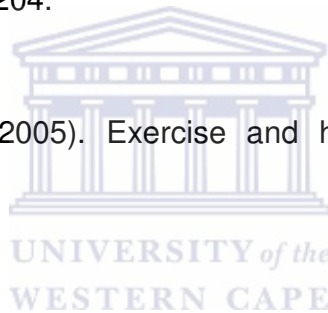 204.
2005). Exercise and h
UNIVERSITY of the
WESTERN CAPE